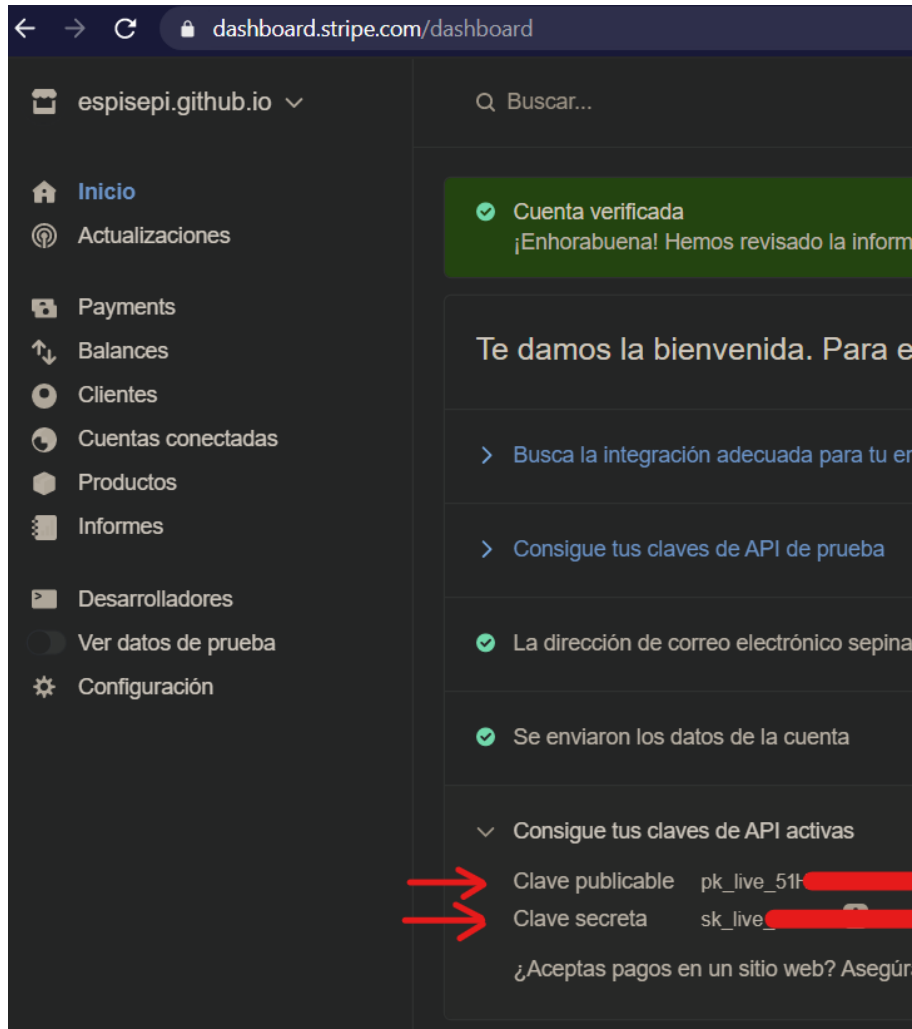 dashboard.stripe.com/dashboard
espisepi.github.io
Buscar...
Inicio
Actualizaciones
Payments
Balances
Clientes
Cuentas conectadas
Productos
Informes
Desarrolladores
Ver datos de prueba
Configuración
Cuenta verificada
¡Enhorabuena! Hemos revisado la inform
Te damos la bienvenida. Para e
Busca la integración adecuada para tu e
Consigue tus claves de API de prueba
La dirección de correo electrónico sepina
Se enviaron los datos de la cuenta
Consigue tus claves de API activas
Clave publicable pk_live_51H
Clave secreta sk_live_
¿Aceptas pagos en un sitio web? Asegúr